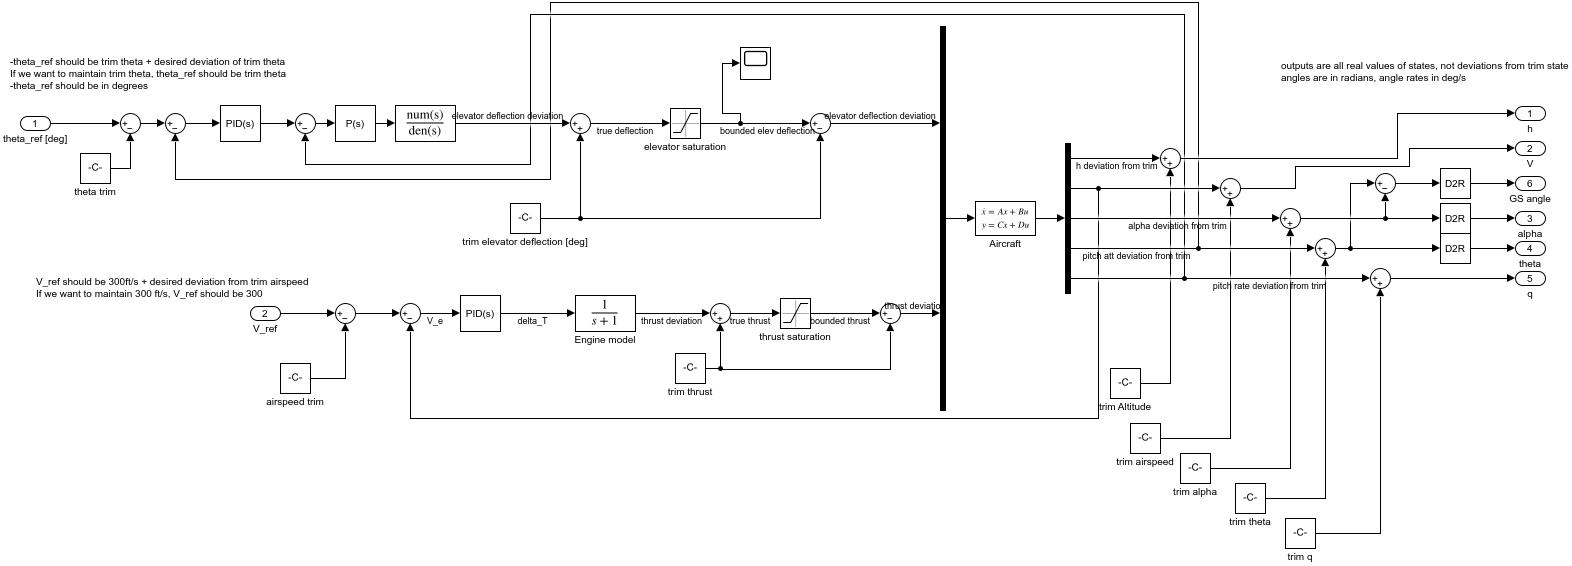 -theta_ref should be trim theta + desired deviation of trim theta
If we want to maintain trim theta, theta_ref should be trim theta
-theta_ref should be in degrees
outputs are all real values of states, not deviations from trim state
angles are in radians, angle rates in deg/s
1
theta_ref [deg]
-C-
theta trim
PID(s)
P(s)
num(s)
den(s)
elevator deflection deviation
true deflection
elevator saturation
bounded elev deflection
elevator deflection deviation
-C-
trim elevator deflection [deg]
V_ref should be 300ft/s + desired deviation from trim airspeed
If we want to maintain 300 ft/s, V_ref should be 300
2
V_ref
-C-
airspeed trim
V_e
PID(s)
delta_T
1
s + 1
Engine model
thrust deviation
true thrust
thrust saturation
bounded thrust
thrust deviatio
-C-
trim thrust
ẋ = Ax + Bu
y = Cx + Du
Aircraft
h deviation from trim
alpha deviation from trim
pitch att deviation from trim
pitch rate deviation from trim
-C-
trim Altitude
-C-
trim airspeed
-C-
trim alpha
-C-
trim theta
-C-
trim q
D2R
D2R
D2R
1
h
2
V
6
GS angle
3
alpha
4
theta
5
q